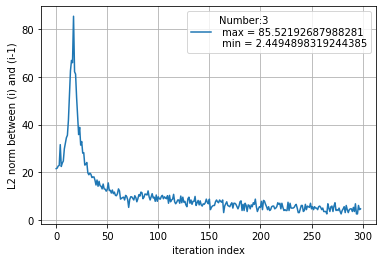 Number:3
max = 85.52192687988281
min = 2.4494898319244385
80
60
40
20
0
L2 norm between (i) and (i-1)
0 50 100 150 200 250 300
iteration index